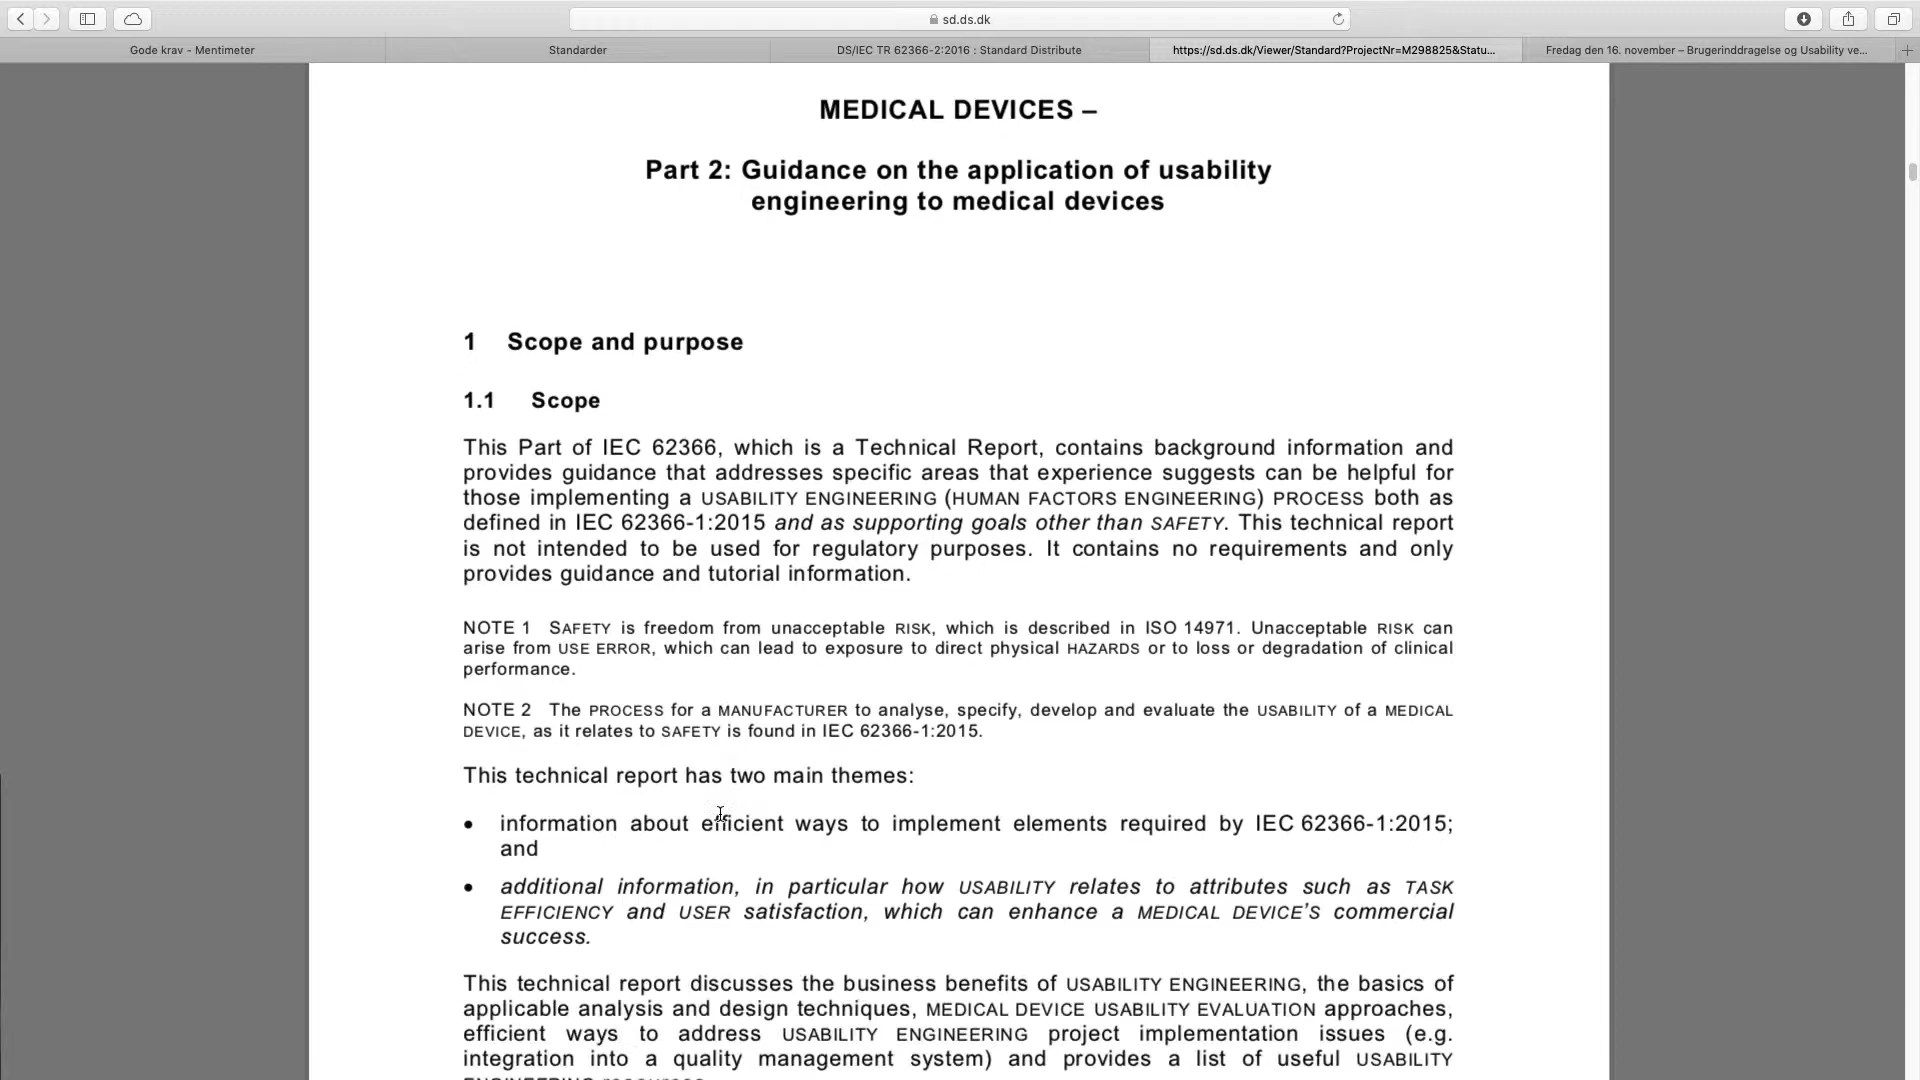 sd.ds.dk
Gode krav - Mentimeter
Standarder
DS/IEC TR 62366-2:2016 : Standard Distribute
https://sd.ds.dk/Viewer/Standard?ProjectNr=M298825&Statu...
Fredag den 16. november – Brugerinddragelse og Usability ve...
MEDICAL DEVICES –
Part 2: Guidance on the application of usability
engineering to medical devices
1 Scope and purpose
1.1 Scope
This Part of IEC 62366, which is a Technical Report, contains background information and
provides guidance that addresses specific areas that experience suggests can be helpful for
those implementing a USABILITY ENGINEERING (HUMAN FACTORS ENGINEERING) PROCESS both as
defined in IEC 62366-1:2015 and as supporting goals other than SAFETY. This technical report
is not intended to be used for regulatory purposes. It contains no requirements and only
provides guidance and tutorial information.
NOTE 1 SAFETY is freedom from unacceptable RISK, which is described in ISO 14971. Unacceptable RISK can
arise from USE ERROR, which can lead to exposure to direct physical HAZARDS or to loss or degradation of clinical
performance.
NOTE 2 The PROCESS for a MANUFACTURER to analyse, specify, develop and evaluate the USABILITY of a MEDICAL
DEVICE, as it relates to SAFETY is found in IEC 62366-1:2015.
This technical report has two main themes:
• information about efficient ways to implement elements required by IEC 62366-1:2015;
and
• additional information, in particular how USABILITY relates to attributes such as TASK
EFFICIENCY and USER satisfaction, which can enhance a MEDICAL DEVICE'S commercial
success.
This technical report discusses the business benefits of USABILITY ENGINEERING, the basics of
applicable analysis and design techniques, MEDICAL DEVICE USABILITY EVALUATION approaches,
efficient ways to address USABILITY ENGINEERING project implementation issues (e.g.
integration into a quality management system) and provides a list of useful USABILITY